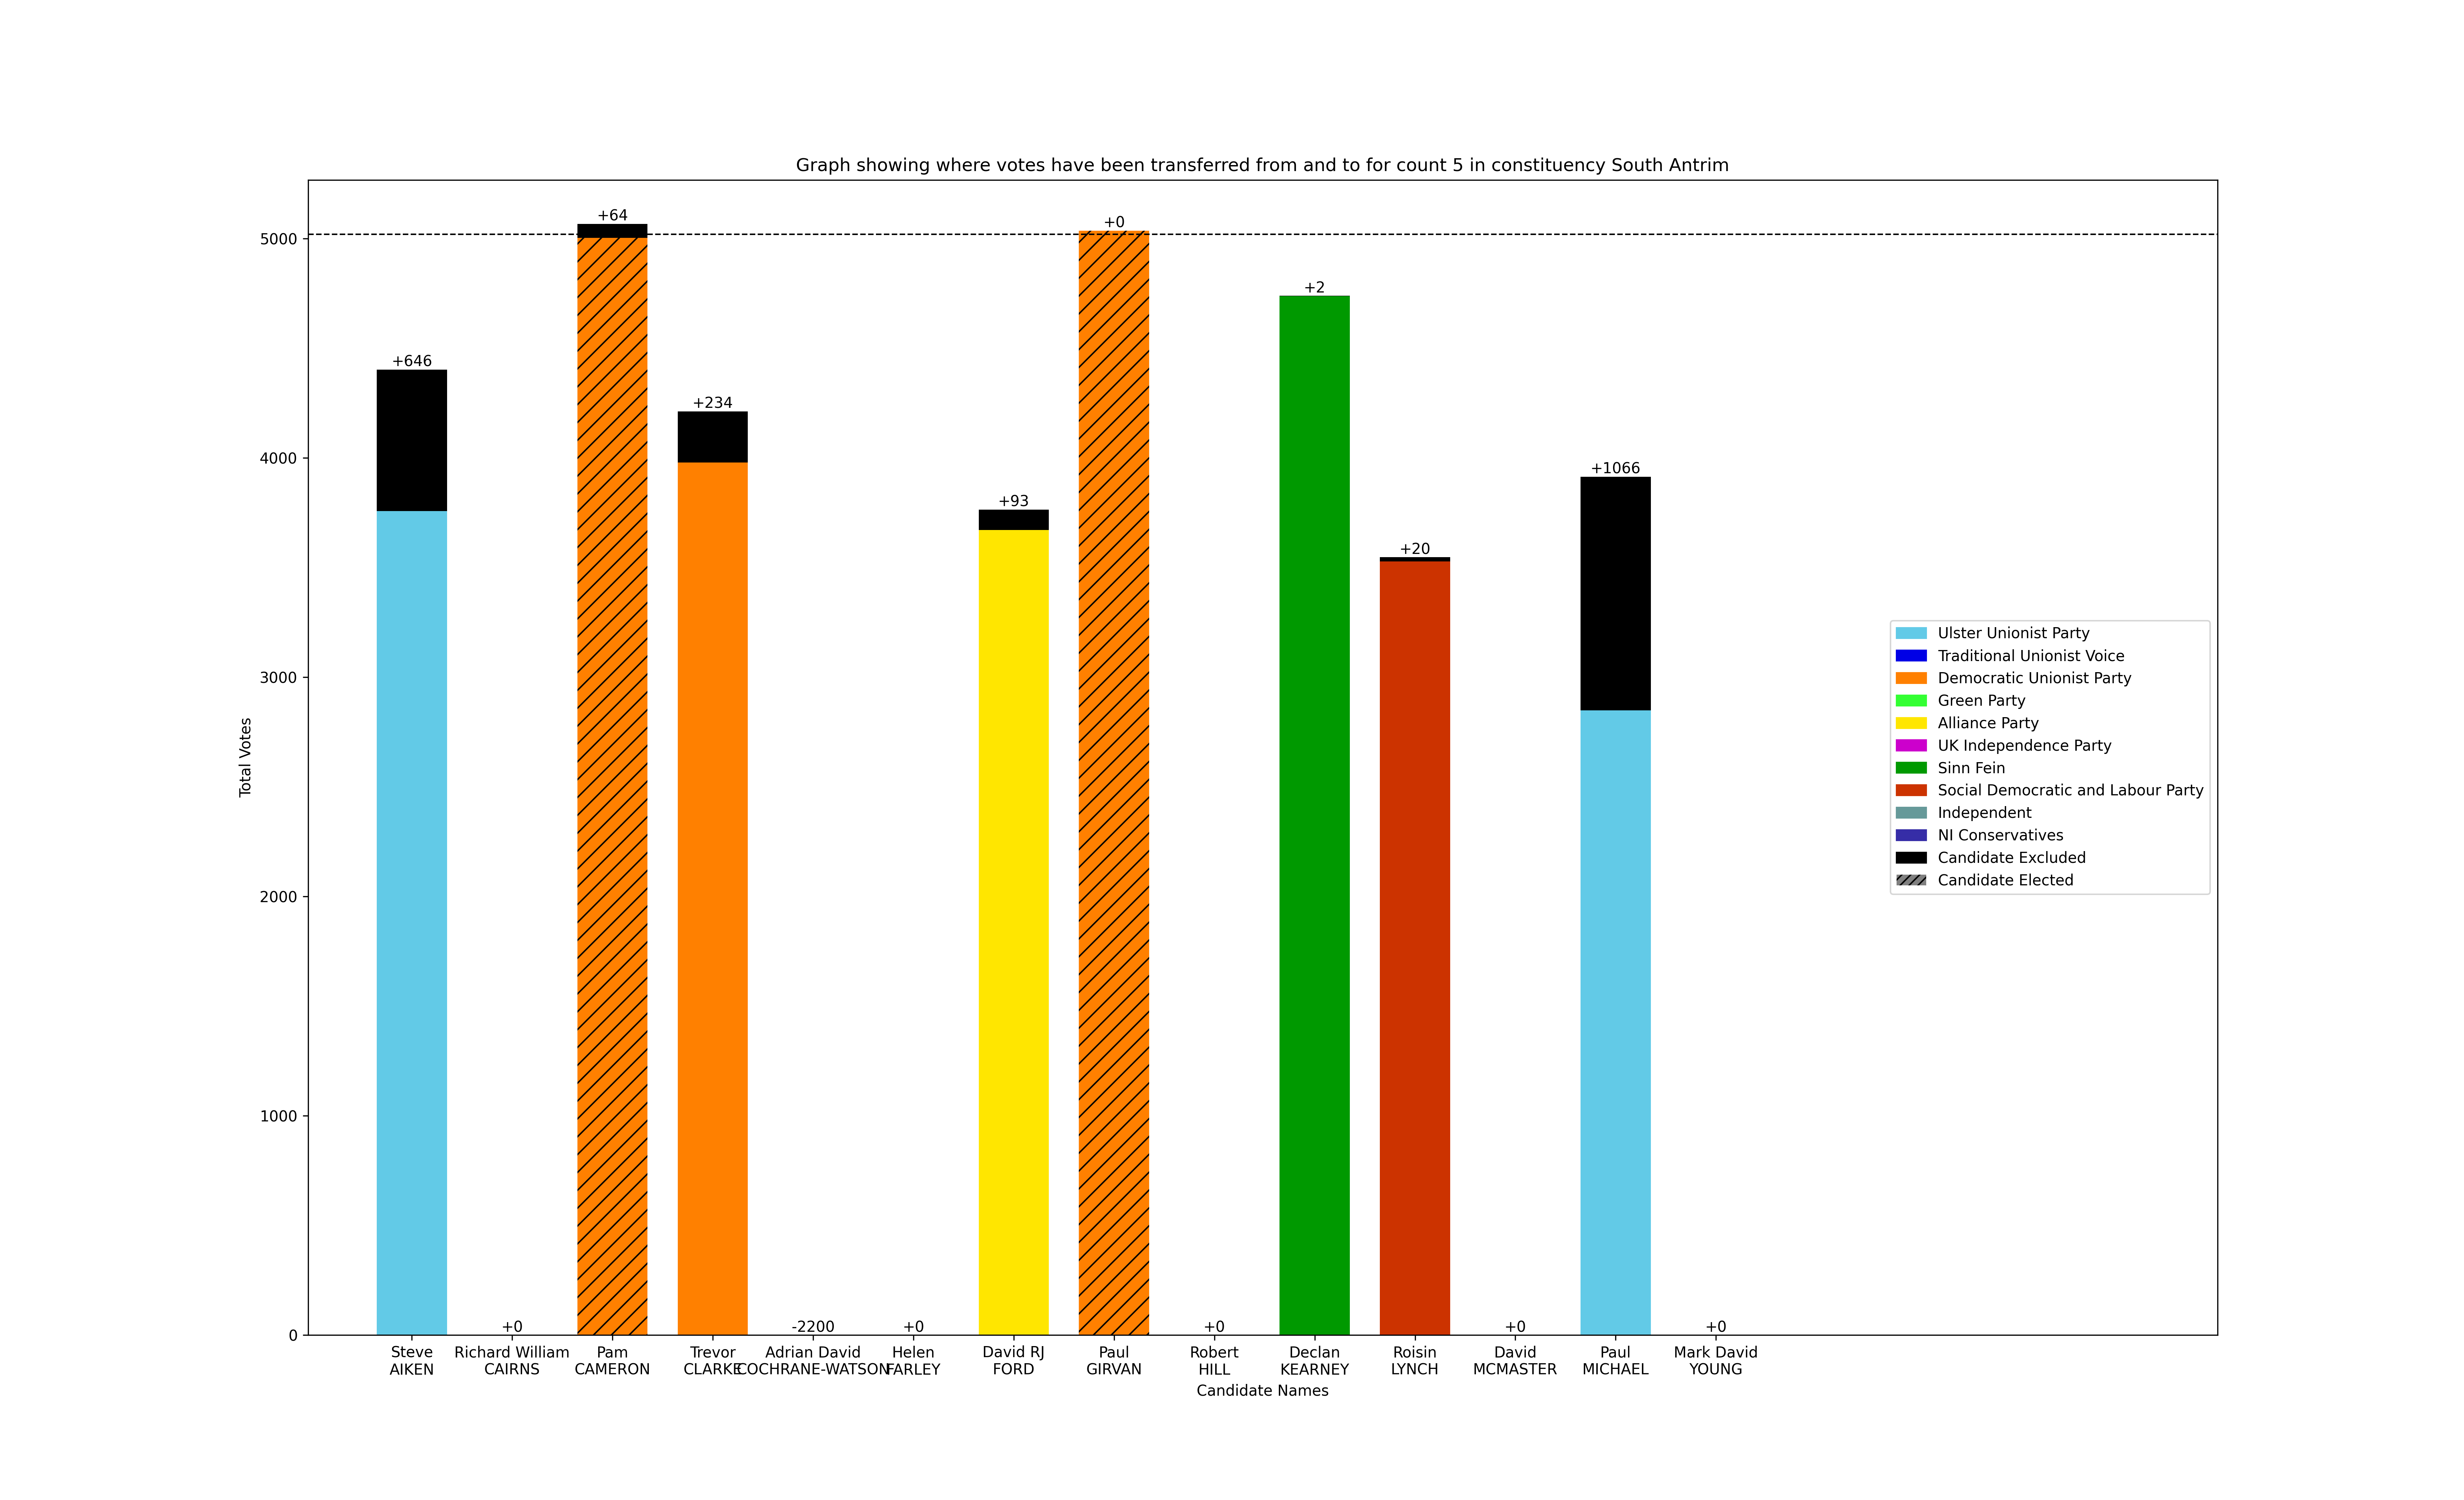 Graph showing where votes have been transferred from and to for count 5 in constituency South Antrim
+64
+0
5000
+2
+646
+234
4000
+1066
+93
+20
3000
Total Votes
2000
1000
0
+0
-2200
+0
+0
+0
+0
Ulster Unionist Party
Traditional Unionist Voice
Democratic Unionist Party
Green Party
Alliance Party
UK Independence Party
Sinn Fein
Social Democratic and Labour Party
Independent
NI Conservatives
Candidate Excluded
Candidate Elected
Steve
AIKEN
Richard William
CAIRNS
Pam
CAMERON
Trevor
CLARKE
Adrian David
COCHRANE-WATSON
Helen
FARLEY
David RJ
FORD
Paul
GIRVAN
Robert
HILL
Declan
KEARNEY
Roisin
LYNCH
David
MCMASTER
Paul
MICHAEL
Mark David
YOUNG
Candidate Names